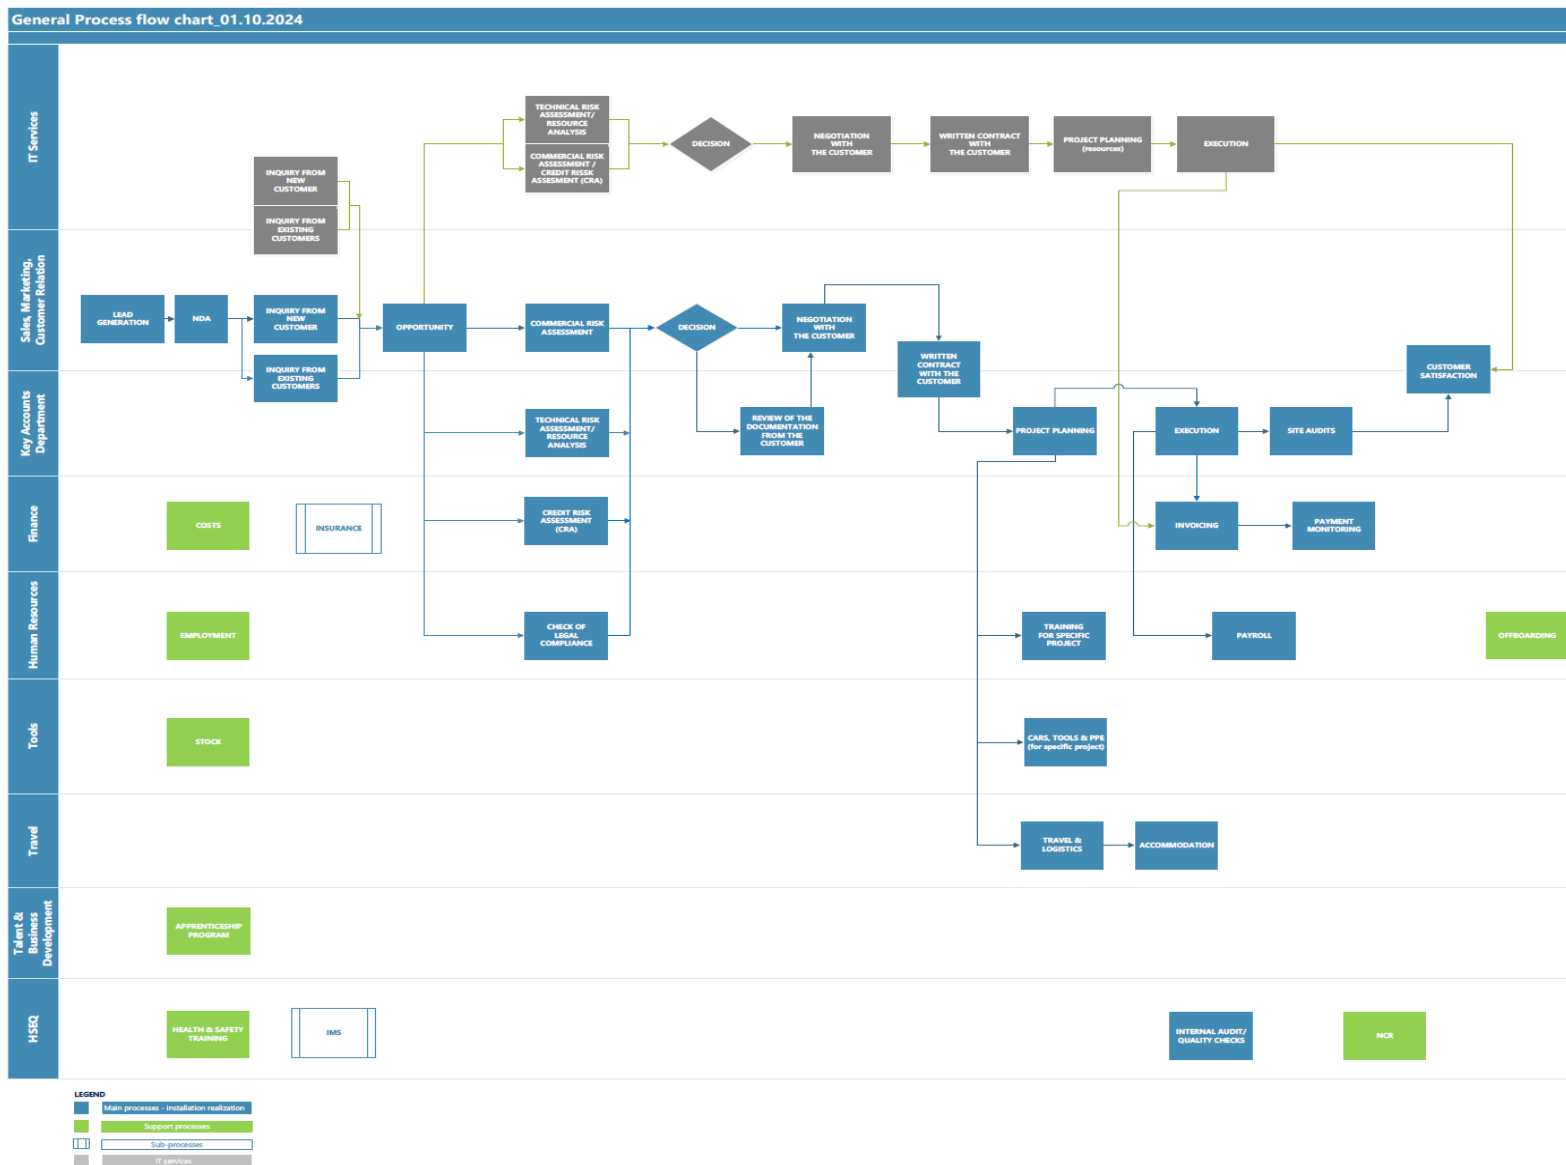 General Process flow chart_01.10.2024
IT Services
TECHNICAL RISK
ASSESSMENT/
RESOURCE
ANALYSIS
COMMERCIAL RISK
ASSESSMENT /
CREDIT RISSK
ASSESMENT (CRA)
DECISION
NEGOTIATION
WITH
THE CUSTOMER
WRITTEN CONTRACT
WITH
THE CUSTOMER
PROJECT PLANNING
(resources)
EXECUTION
INQUIRY FROM
NEW
CUSTOMER
INQUIRY FROM
EXISTING
CUSTOMERS
Sales, Marketing,
Customer Relation
LEAD
GENERATION
NDA
INQUIRY FROM
NEW
CUSTOMER
INQUIRY FROM
EXISTING
CUSTOMERS
OPPORTUNITY
COMMERCIAL RISK
ASSESSMENT
DECISION
NEGOTIATION
WITH
THE CUSTOMER
WRITTEN
CONTRACT
WITH THE
CUSTOMER
CUSTOMER
SATISFACTION
Key Accounts
Department
TECHNICAL RISK
ASSESSMENT/
RESOURCE
ANALYSIS
REVIEW OF THE
DOCUMENTATION
FROM THE
CUSTOMER
PROJECT PLANNING
EXECUTION
SITE AUDITS
Finance
COSTS
INSURANCE
CREDIT RISK
ASSESSMENT
(CRA)
INVOICING
PAYMENT
MONITORING
Human Resources
EMPLOYMENT
CHECK OF
LEGAL
COMPLIANCE
TRAINING
FOR SPECIFIC
PROJECT
PAYROLL
OFFBOARDING
Tools
STOCK
CARS, TOOLS & PPE
(for specific project)
Travel
TRAVEL &
LOGISTICS
ACCOMMODATION
Talent &
Business
Development
APPRENTICESHIP
PROGRAM
HSEQ
HEALTH & SAFETY
TRAINING
IMS
INTERNAL AUDIT/
QUALITY CHECKS
NCR
LEGEND
Main processes - Installation realization
Support processes
Sub-processes
IT services